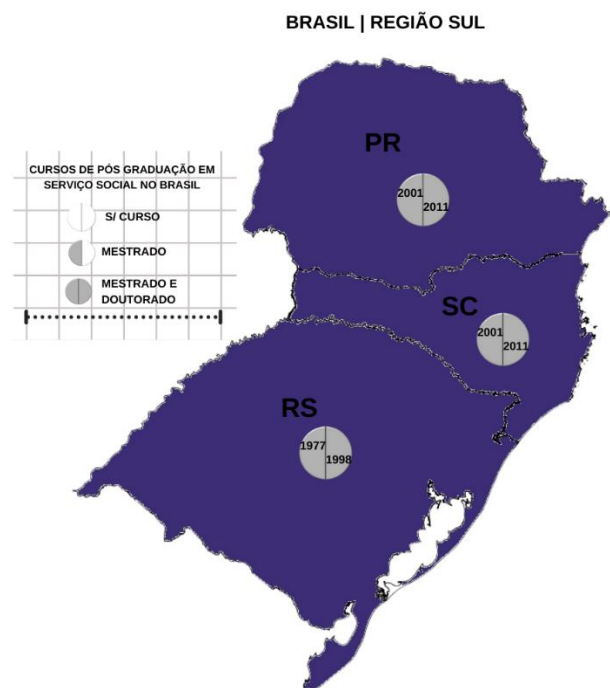 BRASIL | REGIÃO SUL
CURSOS DE PÓS GRADUAÇÃO EM
SERVIÇO SOCIAL NO BRASIL
S/ CURSO
MESTRADO
MESTRADO E
DOUTORADO
PR
2001
2011
SC
2001
2011
RS
1977
1998